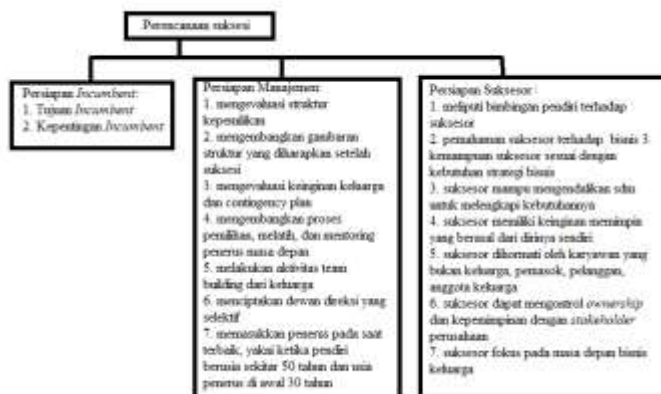 Perencanaan suksesi
Persiapan Incumbent:
1. Tujuan Incumbent
2. Kepentingan Incumbent
Persiapan Manajemen:
1. mengevaluasi struktur
kepemilikan
2. mengembangkan gambaran
struktur yang diharapkan setelah
suksesi
3. mengevaluasi keinginan keluarga
dan contingency plan
4. mengembangkan proses
pemilihan, melatih, dan mentoring
penerus masa depan
5. melakukan aktivitas team
building dari keluarga
6. menciptakan dewan direksi yang
selektif
7. memasukkan penerus pada saat
terbaik, yakni ketika pendiri
berusia sekitar 50 tahun dan usia
penerus di awal 30 tahun
Persiapan Suksesor:
1. meliputi bimbingan pendiri terhadap
suksesor
2. pemahaman suksesor terhadap bisnis 3
kemampuan suksesor sesuai dengan
kebutuhan strategi bisnis
3. suksesor mampu mengendalikan sdm
untuk melengkapi kebutuhannya
4. suksesor memiliki keinginan memimpin
yang berasal dari dirinya sendiri
5. suksesor dihormati oleh karyawan yang
bukan keluarga, pemasok, pelanggan,
anggota keluarga
6. suksesor dapat mengontrol ownership
dan kepemimpinan dengan stakeholder
perusahaan
7. suksesor fokus pada masa depan bisnis
keluarga